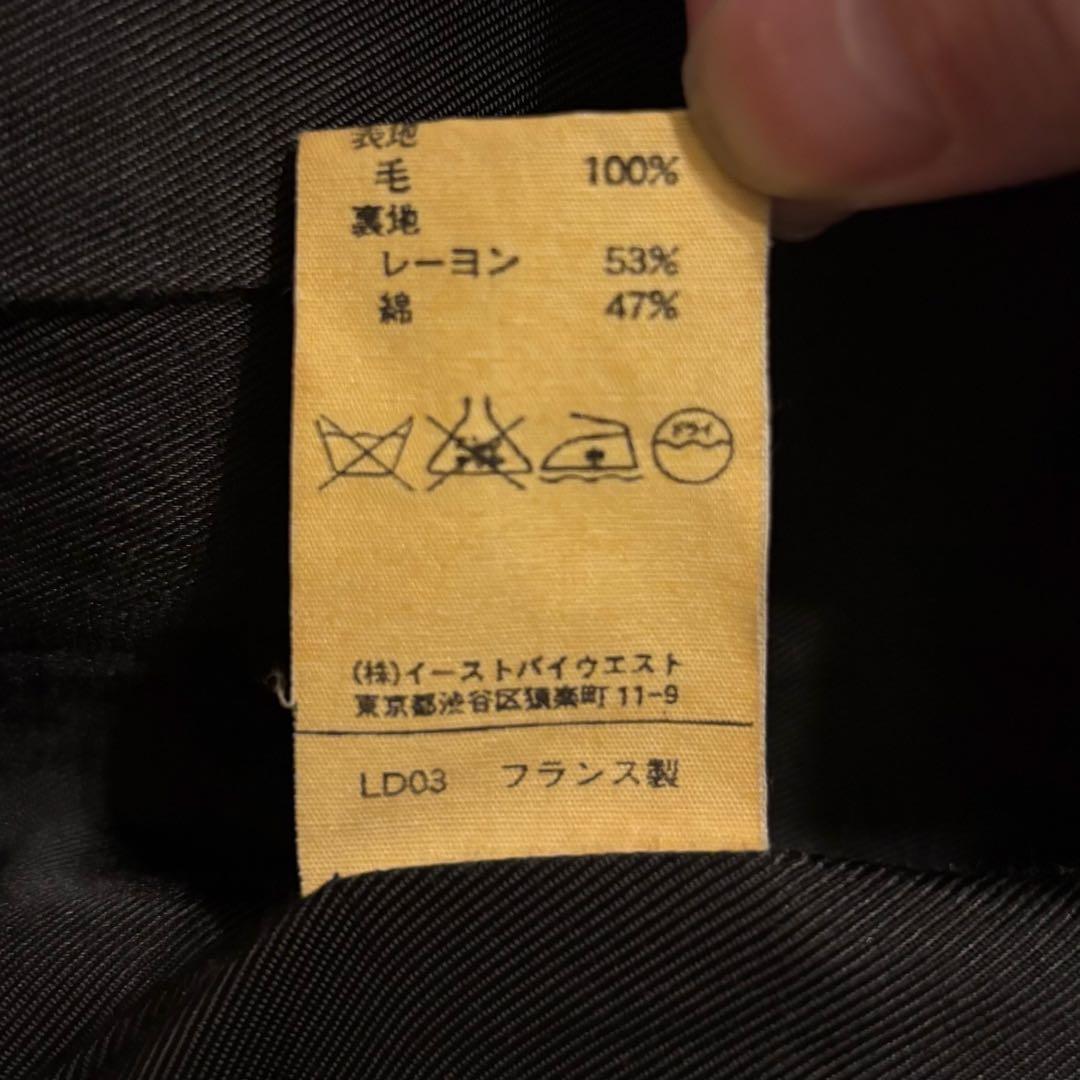 表地
毛 100%
裏地
レーヨン 53%
綿 47%
中
ドライ
(株)イーストバイウエスト
東京都渋谷区猿楽町 11-9
LD03 フランス製